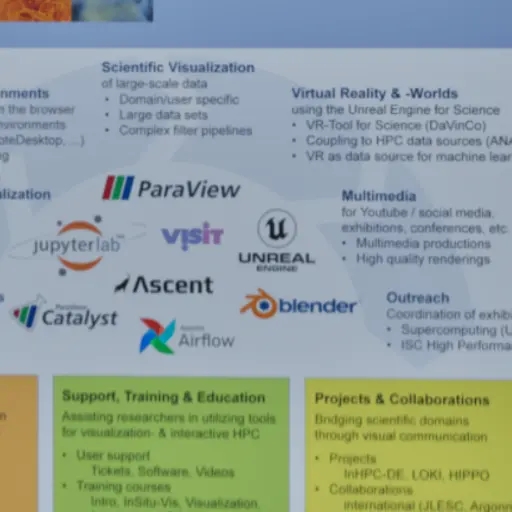 Scientific Visualization
of large-scale data
• Domain/user specific
• Large data sets
• Complex filter pipelines
the browser
Virtual Reality & -Worlds
using the Unreal Engine for Science
• VR-Tool for Science (DaVinCo)
• Coupling to HPC data sources (ANA
• VR as data source for machine lear
ParaView
jupyterlab
VisIt
UNREAL
ENGINE
Ascent
Catalyst
Airflow
blender
Multimedia
for Youtube / social media,
exhibitions, conferences, etc
• Multimedia productions
• High quality renderings
Outreach
Coordination of exhibi
• Supercomputing (U
• ISC High Performa
Support, Training & Education
Assisting researchers in utilizing tools
for visualization- & interactive HPC
• User support
Tickets, Software, Videos
• Training courses
Intro, InSitu-Vis, Visualization,
Projects & Collaborations
Bridging scientific domains
through visual communication
• Projects
InHPC-DE, LOKI, HIPPO
• Collaborations
international (JLESC, Argonn